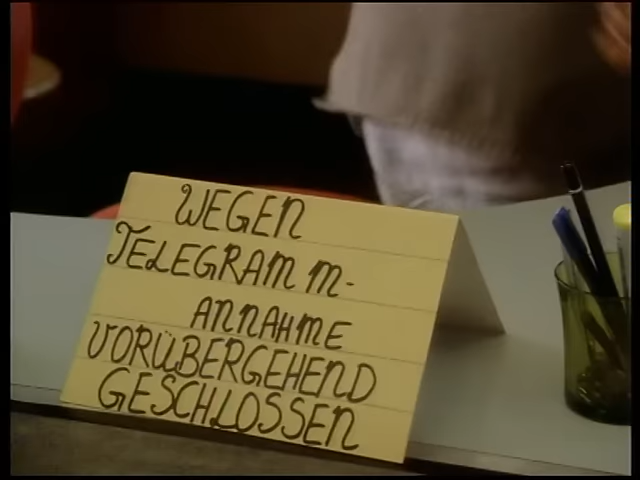 WEGEN
TELEGRAMM-
ANNAHME
VORÜBERGEHEND
GESCHLOSSEN